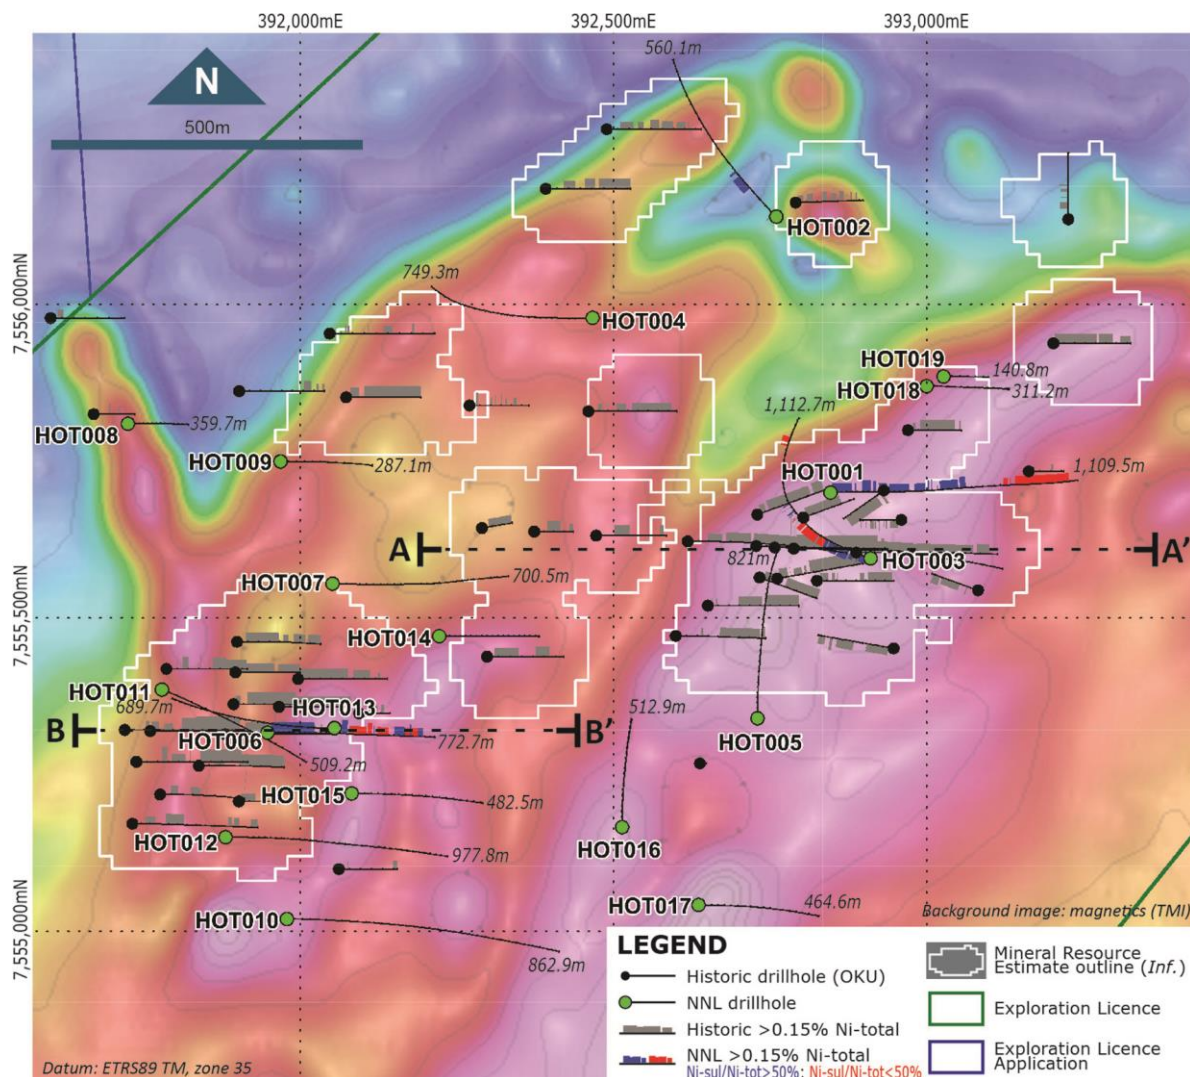 392,000mE
392,500mE
393,000mE
N
500m
560.1m
HOT002
7,556,000mN
749.3m
HOT004
HOT019
140.8m
HOT018
311.2m
1,112.7m
HOT008
359.7m
HOT009
287.1m
HOT001
1,109.5m
A
A'
821m
HOT003
HOT007
700.5m
7,555,500mN
HOT014
HOT011
689.7m
HOT013
512.9m
B
B'
HOT006
772.7m
HOT005
509.2m
HOT015
482.5m
HOT012
977.8m
HOT016
HOT010
862.9m
HOT017
464.6m
7,555,000mN
Background image: magnetics (TMI)
LEGEND
Historic drillhole (OKU)
NNL drillhole
Historic >0.15% Ni-total
NNL >0.15% Ni-total
Ni-sul/Ni-tot>50%; Ni-sul/Ni-tot<50%
Mineral Resource
Estimate outline (Inf.)
Exploration Licence
Exploration Licence
Application
Datum: ETRS89 TM, zone 35